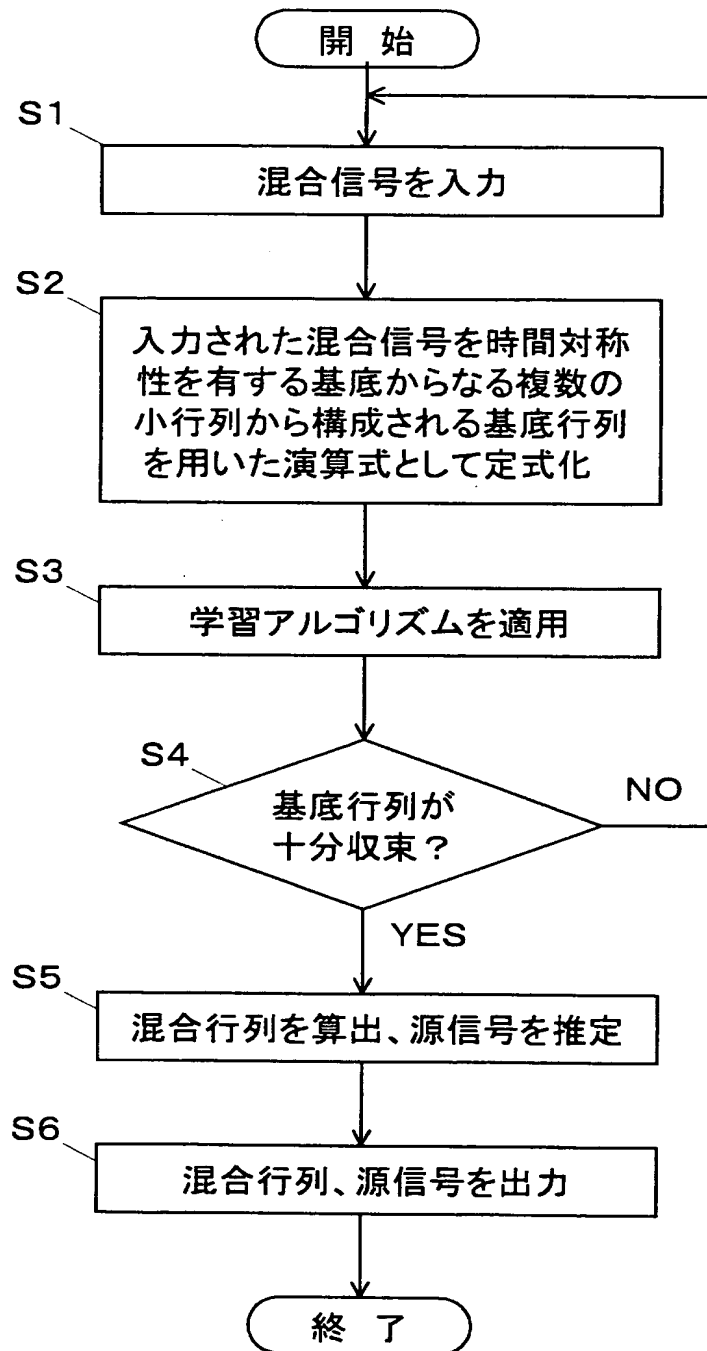 開 始
S1
混合信号を入力
S2
入力された混合信号を時間対称
性を有する基底からなる複数の
小行列から構成される基底行列
を用いた演算式として定式化
S3
学習アルゴリズムを適用
S4
基底行列が
十分収束?
NO
YES
S5
混合行列を算出、源信号を推定
S6
混合行列、源信号を出力
終 了